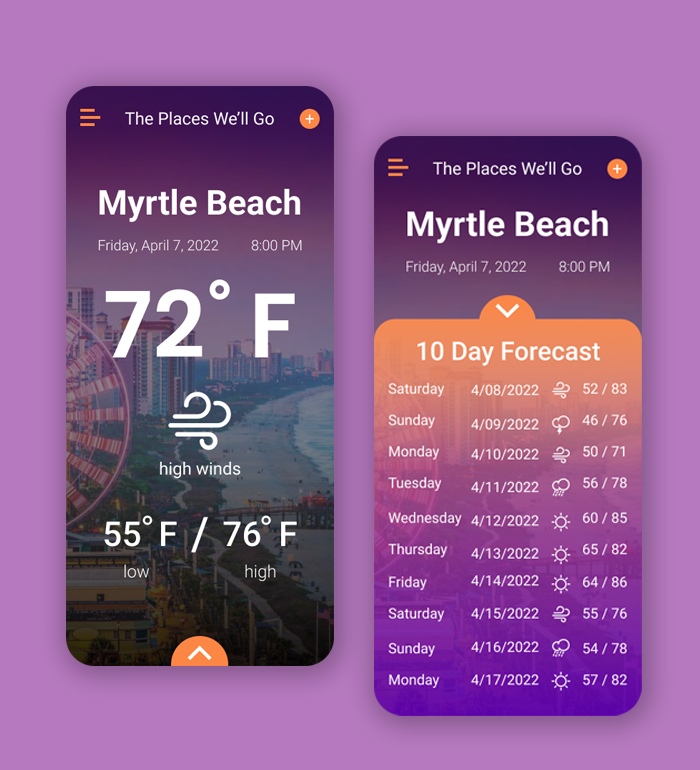 The Places We'll Go
Myrtle Beach
Friday, April 7, 2022 8:00 PM
72° F
high winds
55° F / 76° F
low high
The Places We'll Go
Myrtle Beach
Friday, April 7, 2022 8:00 PM
10 Day Forecast
Saturday 4/08/2022 52 / 83
Sunday 4/09/2022 46 / 76
Monday 4/10/2022 50 / 71
Tuesday 4/11/2022 56 / 78
Wednesday 4/12/2022 60 / 85
Thursday 4/13/2022 65 / 82
Friday 4/14/2022 64 / 86
Saturday 4/15/2022 55 / 76
Sunday 4/16/2022 54 / 78
Monday 4/17/2022 57 / 82